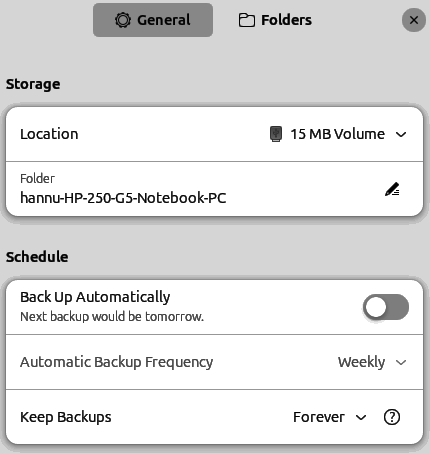 General
Folders
Storage
Location
15 MB Volume
Folder
hannu-HP-250-G5-Notebook-PC
Schedule
Back Up Automatically
Next backup would be tomorrow.
Automatic Backup Frequency
Weekly
Keep Backups
Forever